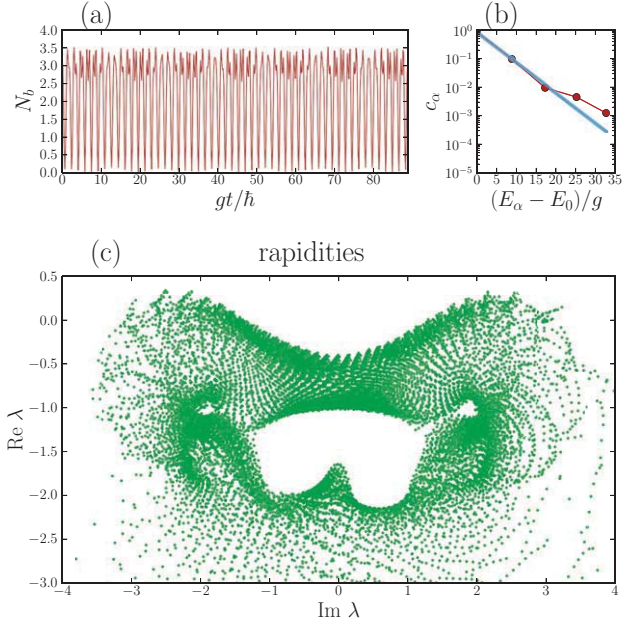 (a)
(b)
4.0
3.5
3.0
2.5
2.0
1.5
1.0
0.5
0.0
N_b
0 10 20 30 40 50 60 70 80
gt/ħ
10^0
10^−1
10^−2
10^−3
10^−4
10^−5
c_α
0 5 10 15 20 25 30 35
(E_α − E_0)/g
(c) rapidities
0.5
0.0
−0.5
−1.0
−1.5
−2.0
−2.5
−3.0
Re λ
−4 −3 −2 −1 0 1 2 3 4
Im λ